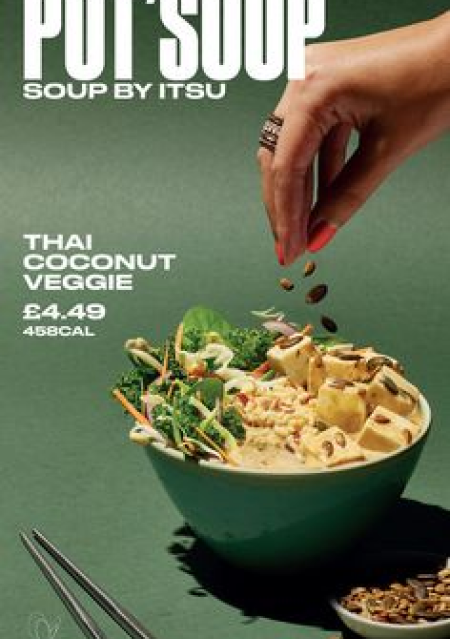 POT'SOUP
SOUP BY ITSU
THAI
COCONUT
VEGGIE
£4.49
458CAL